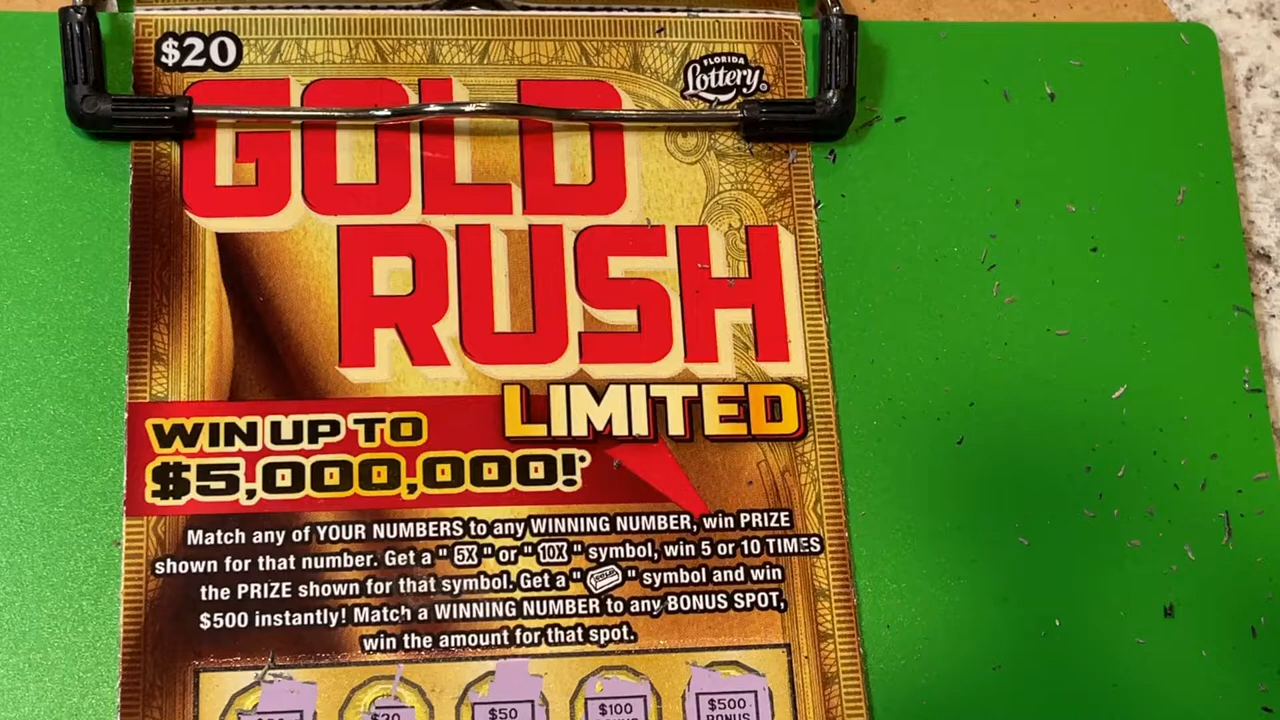 $20
FLORIDA
Lottery
GOLD
RUSH
LIMITED
WIN UP TO
$5,000,000!*
Match any of YOUR NUMBERS to any WINNING NUMBER, win PRIZE
shown for that number. Get a " 5X " or " 10X " symbol, win 5 or 10 TIMES
the PRIZE shown for that symbol. Get a " " symbol and win
$500 instantly! Match a WINNING NUMBER to any BONUS SPOT,
win the amount for that spot.
$20 $50 $100 $500
BONUS